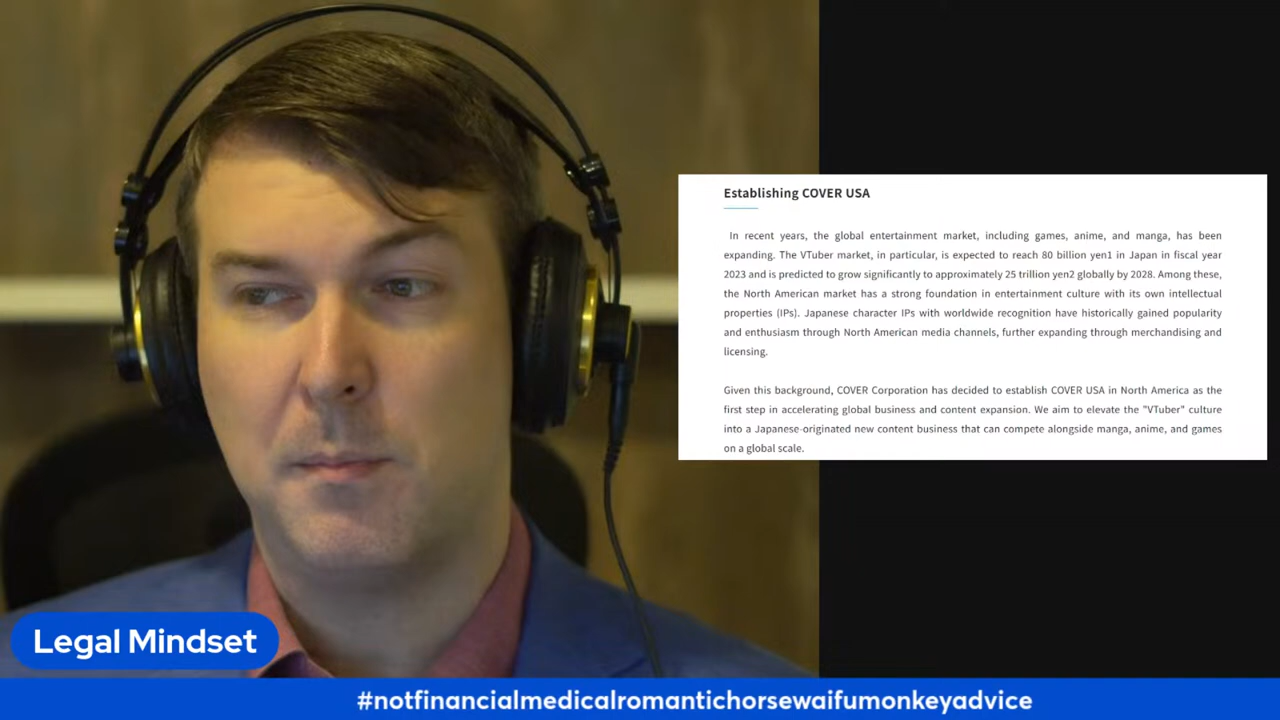 Establishing COVER USA
In recent years, the global entertainment market, including games, anime, and manga, has been
expanding. The VTuber market, in particular, is expected to reach 80 billion yen1 in Japan in fiscal year
2023 and is predicted to grow significantly to approximately 25 trillion yen2 globally by 2028. Among these,
the North American market has a strong foundation in entertainment culture with its own intellectual
properties (IPs). Japanese character IPs with worldwide recognition have historically gained popularity
and enthusiasm through North American media channels, further expanding through merchandising and
licensing.
Given this background, COVER Corporation has decided to establish COVER USA in North America as the
first step in accelerating global business and content expansion. We aim to elevate the "VTuber" culture
into a Japanese-originated new content business that can compete alongside manga, anime, and games
on a global scale.
Legal Mindset
#notfinancialmedicalromantichorsewaifumonkeyadvice